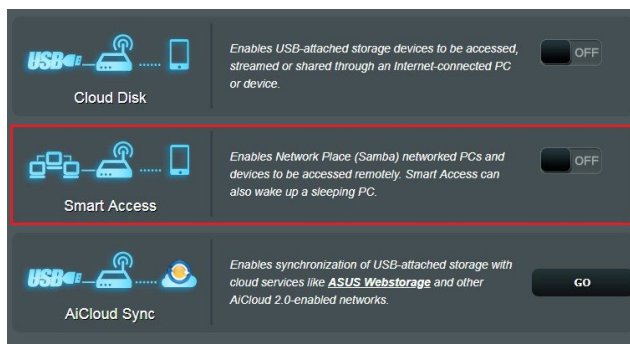 Enables USB-attached storage devices to be accessed,
streamed or shared through an Internet-connected PC
or device.
OFF
USB
Cloud Disk
Enables Network Place (Samba) networked PCs and
devices to be accessed remotely. Smart Access can
also wake up a sleeping PC.
OFF
Smart Access
Enables synchronization of USB-attached storage with
cloud services like ASUS Webstorage and other
AiCloud 2.0-enabled networks.
GO
USB
AiCloud Sync